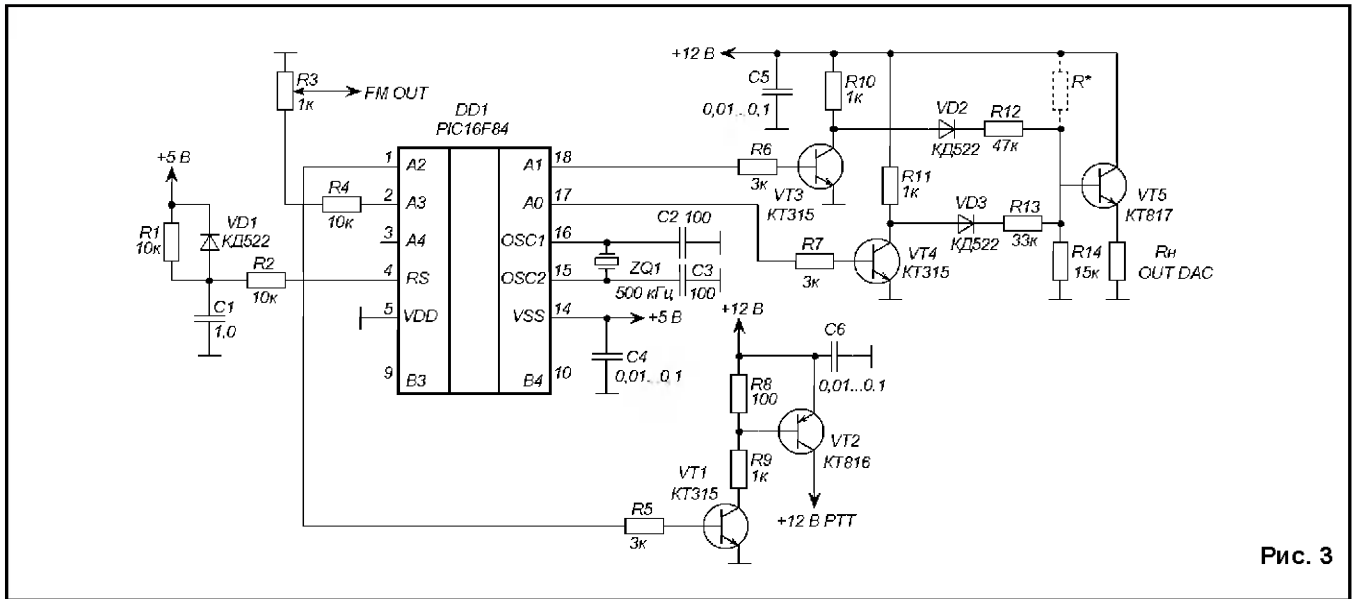 +12 В
R3
1к
FM OUT
C5
0,01...0,1
R10
1к
R*
DD1
PIC16F84
VD2
КД522
R12
47к
+5 В
1
A2
A1
18
R6
3к
VT3
КТ315
R11
1к
VT5
КТ817
R1
10к
VD1
КД522
R4
10к
2
A3
A0
17
VD3
КД522
R13
33к
3
A4
OSC1
16
C2 100
R7
3к
VT4
КТ315
R14
15к
Rн
OUT DAC
R2
10к
4
RS
OSC2
15
ZQ1
500 кГц
C3
100
C1
1,0
5
VDD
VSS
14
+5 В
+12 В
C4
0,01...0,1
C6
0,01...0.1
9
B3
B4
10
R8
100
VT2
КТ816
R9
1к
VT1
КТ315
+12 В PTT
R5
3к
Рис. 3